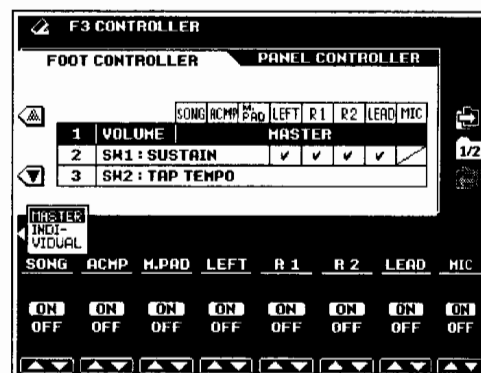 F3 CONTROLLER
FOOT CONTROLLER PANEL CONTROLLER
SONG ACMP M.PAD LEFT R1 R2 LEAD MIC
1 VOLUME MASTER
2 SW1:SUSTAIN ✔ ✔ ✔ ✔
1/2
3 SW2:TAP TEMPO
MASTER
INDI-
VIDUAL
SONG ACMP M.PAD LEFT R 1 R 2 LEAD MIC
ON ON ON ON ON ON ON ON
OFF OFF OFF OFF OFF OFF OFF OFF